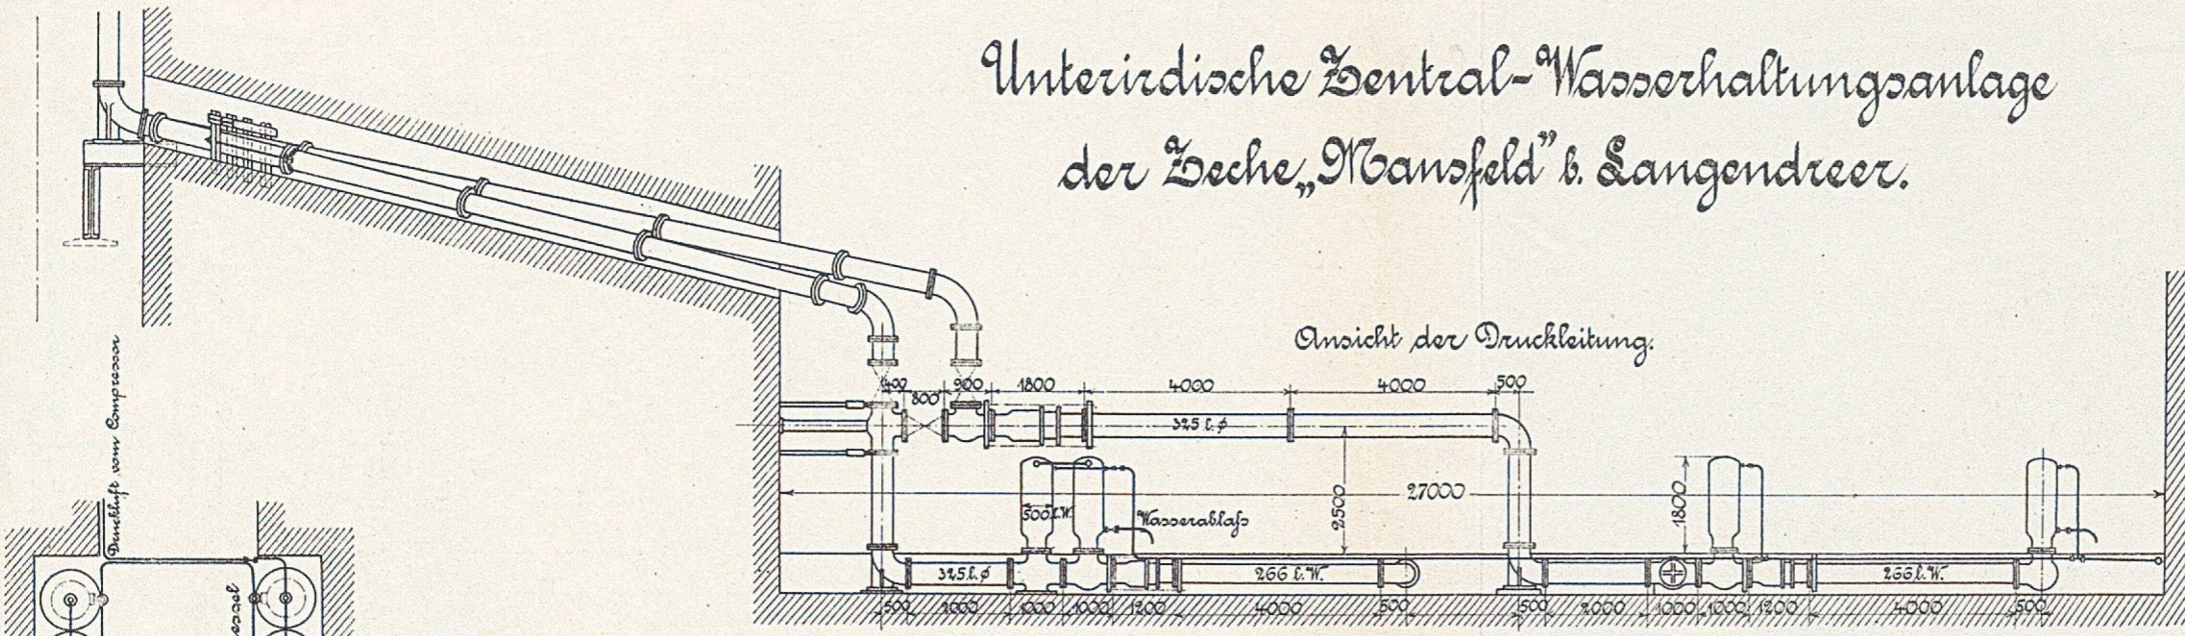 Unterirdische Zentral-Wasserhaltungsanlage
der Zeche „Mansfeld” b. Langendreer.
Ansicht der Druckleitung.
Druckluft vom Compressor
400 900 1800 4000 4000 500
800
325 l. φ
27000
2500
1800
500 l.W.
Wasserablaß
325 l. φ
266 l. W.
266 l. W.
500 2000 1000 1000 1200 4000 500 500 2000 1000 1000 1200 4000 500
essel